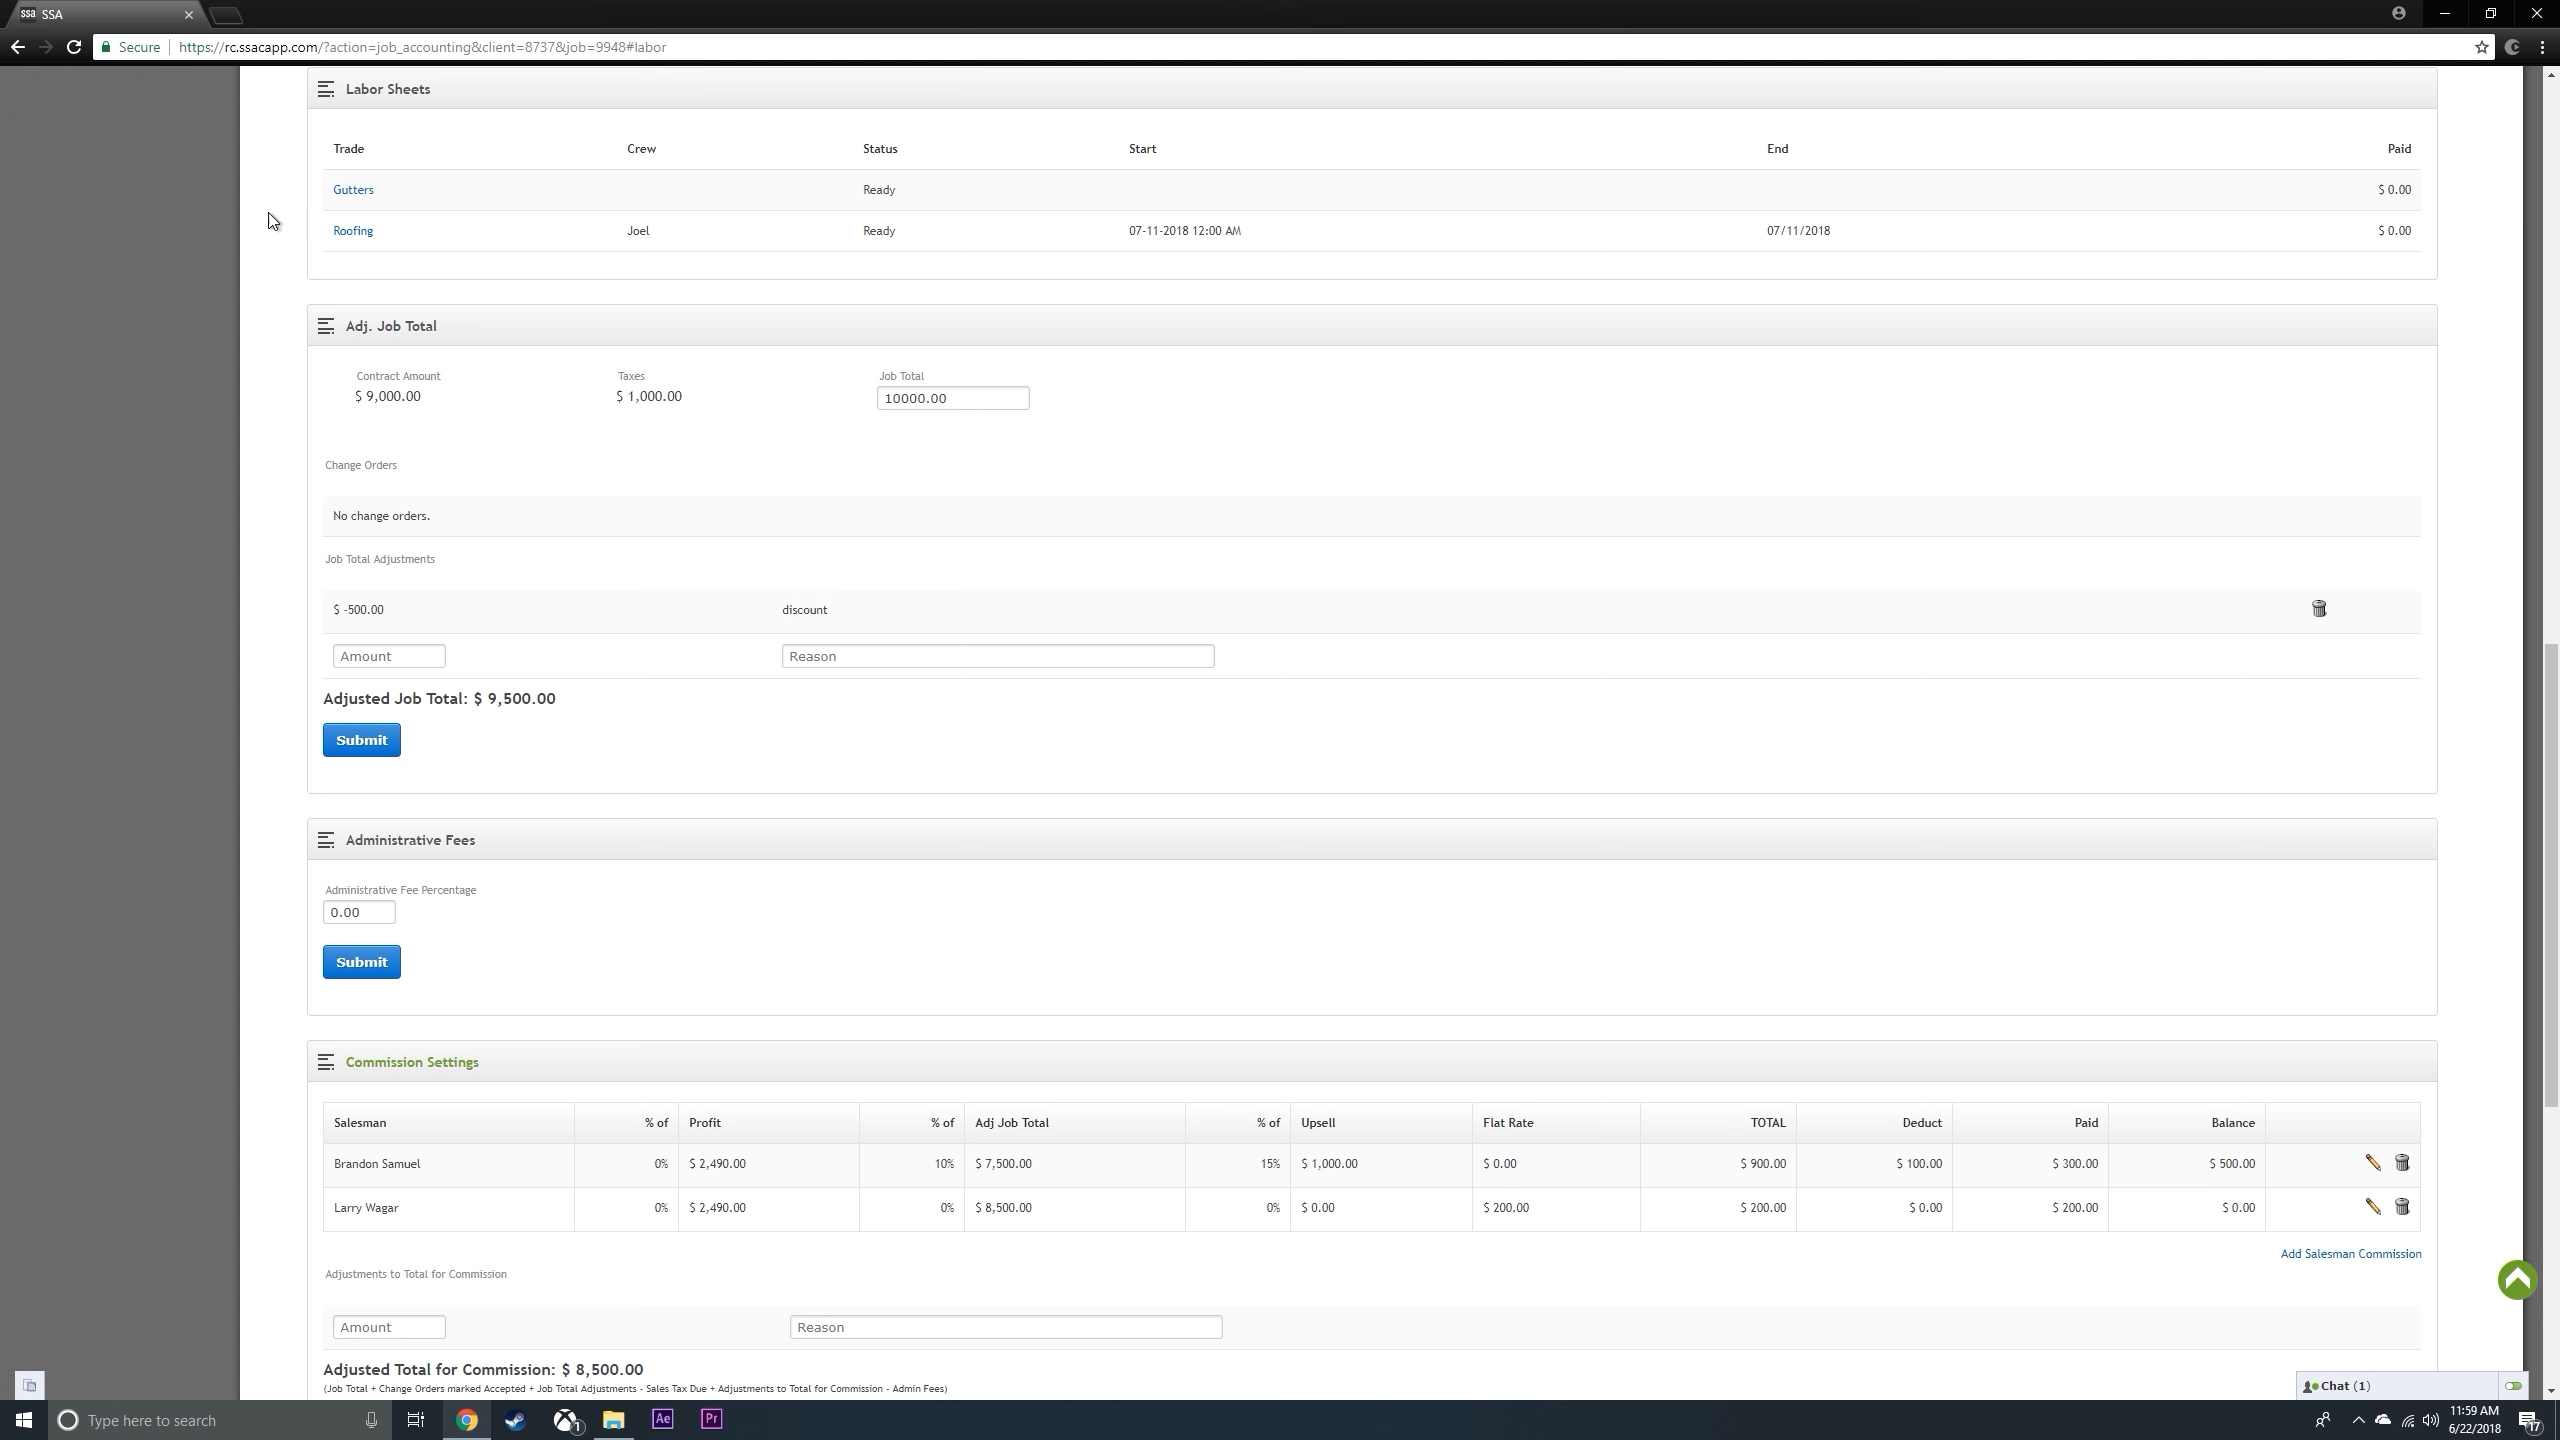 ssa SSA
Secure https://rc.ssacapp.com/?action=job_accounting&client=8737&job=9948#labor
Labor Sheets
Trade Crew Status Start End Paid
Gutters Ready $ 0.00
Roofing Joel Ready 07-11-2018 12:00 AM 07/11/2018 $ 0.00
Adj. Job Total
Contract Amount Taxes Job Total
$ 9,000.00 $ 1,000.00 10000.00
Change Orders
No change orders.
Job Total Adjustments
$ -500.00 discount
Amount Reason
Adjusted Job Total: $ 9,500.00
Submit
Administrative Fees
Administrative Fee Percentage
0.00
Submit
Commission Settings
Salesman % of Profit % of Adj Job Total % of Upsell Flat Rate TOTAL Deduct Paid Balance
Brandon Samuel 0% $ 2,490.00 10% $ 7,500.00 15% $ 1,000.00 $ 0.00 $ 900.00 $ 100.00 $ 300.00 $ 500.00
Larry Wagar 0% $ 2,490.00 0% $ 8,500.00 0% $ 0.00 $ 200.00 $ 200.00 $ 0.00 $ 200.00 $ 0.00
Add Salesman Commission
Adjustments to Total for Commission
Amount Reason
Adjusted Total for Commission: $ 8,500.00
(Job Total + Change Orders marked Accepted + Job Total Adjustments - Sales Tax Due + Adjustments to Total for Commission - Admin Fees)
Chat (1)
Type here to search 1 Ae Pr 11:59 AM
6/22/2018 17